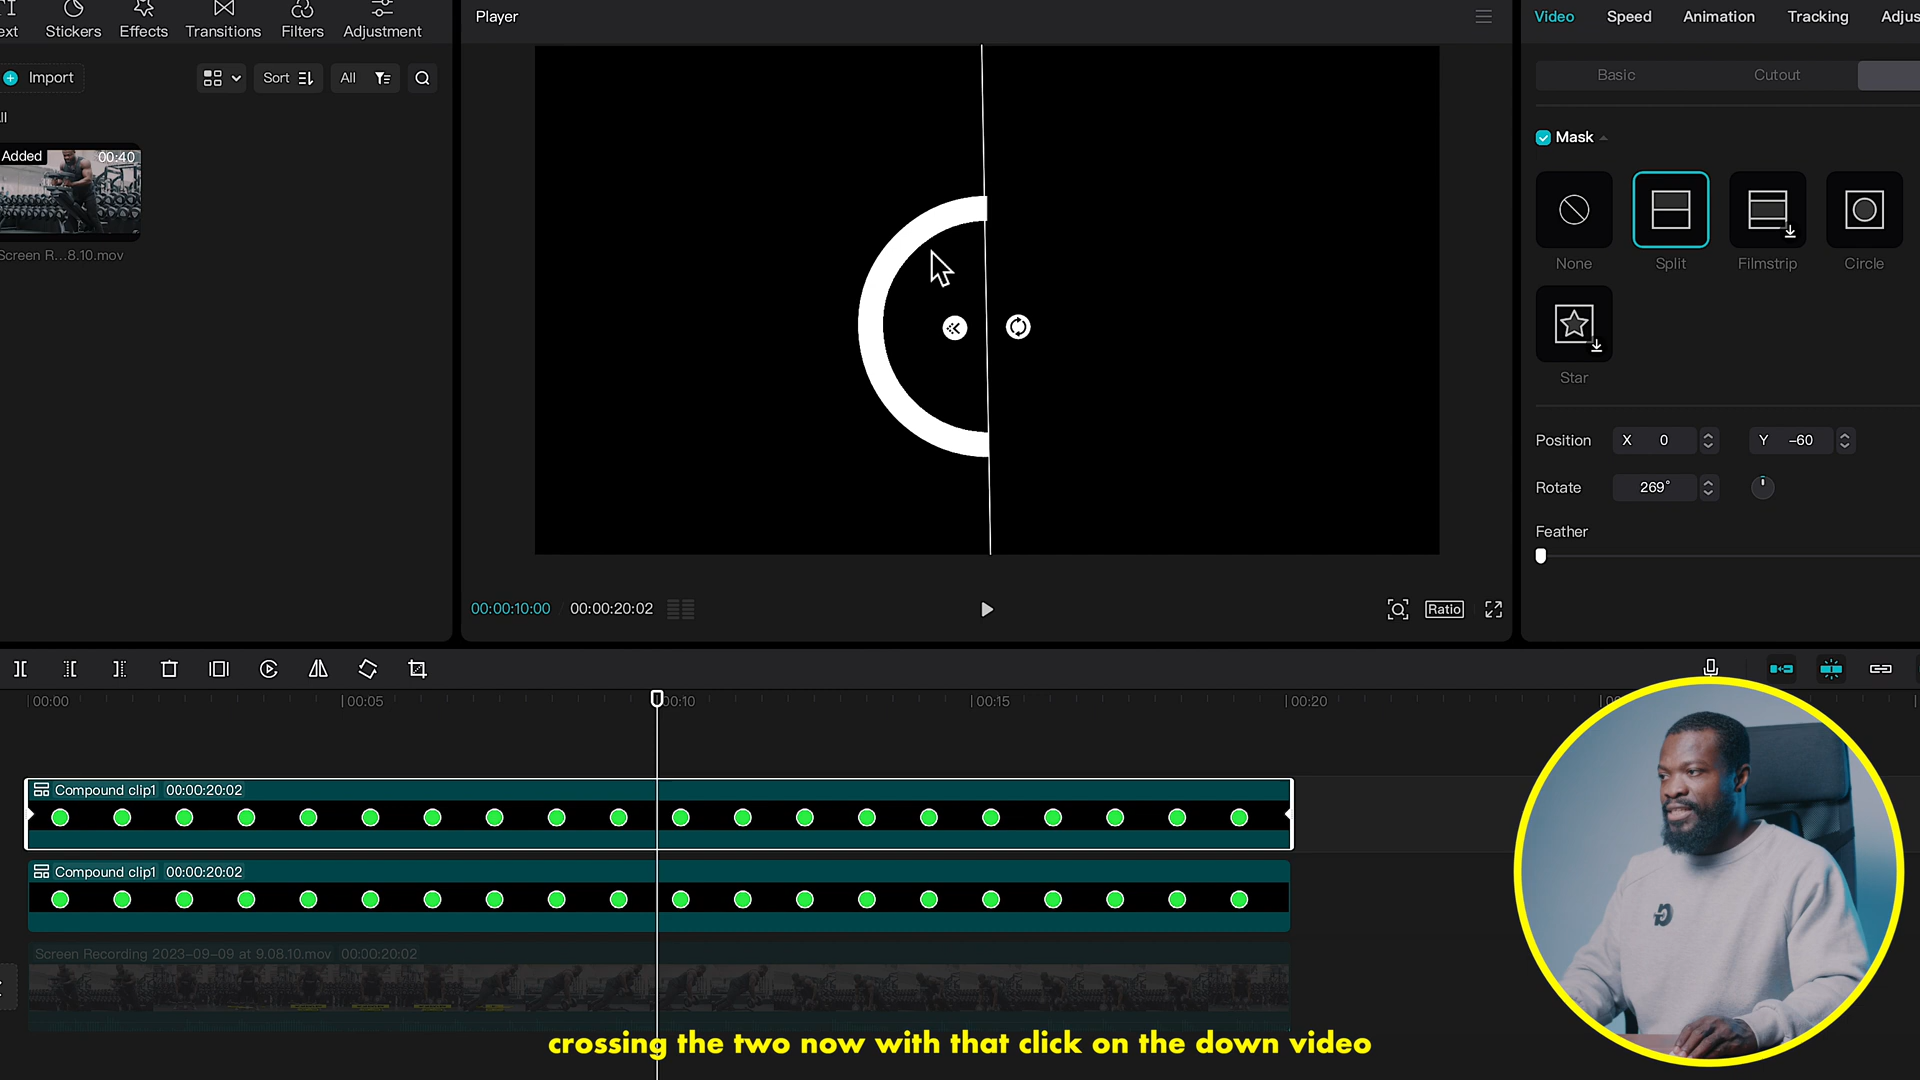 ext
Stickers
Effects
Transitions
Filters
Adjustment
Import
Sort
All
ll
Added
00:40
Screen R...8.10.mov
Player
00:00:10:00
00:00:20:02
Ratio
Video
Speed
Animation
Tracking
Adjus
Basic
Cutout
Mask
None
Split
Filmstrip
Circle
Star
Position
X 0
Y -60
Rotate
269°
Feather
00:00
00:05
00:10
00:15
00:20
Compound clip1 00:00:20:02
Compound clip1 00:00:20:02
Screen Recording 2023-09-09 at 9.08.10.mov 00:00:20:02
crossing the two now with that click on the down video